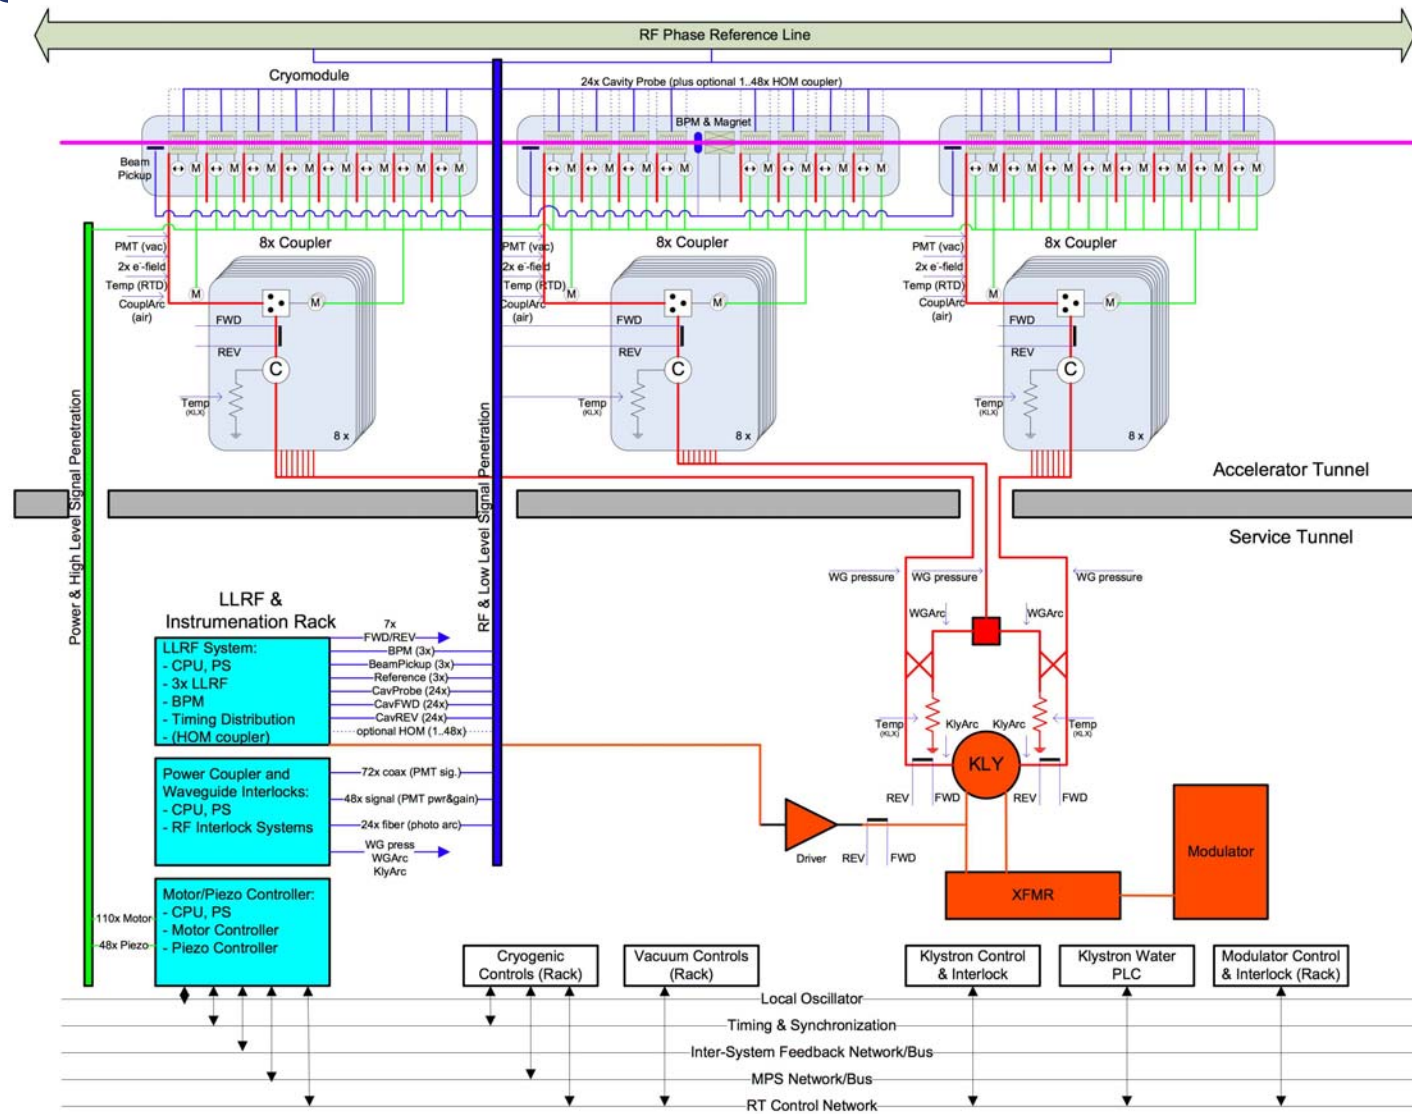 RF Phase Reference Line
Cryomodule
24x Cavity Probe (plus optional 1..48x HOM coupler)
BPM & Magnet
Beam
Pickup
M M M M M M M M
M M M M M M M M
M M M M M M M M
8x Coupler
PMT (vac)
2x e-field
Temp (RTD)
CouplArc
(air)
M
M
FWD
REV
C
Temp
(KLX)
8 x
8x Coupler
PMT (vac)
2x e-field
Temp (RTD)
CouplArc
(air)
M
M
FWD
REV
C
Temp
(KLX)
8 x
8x Coupler
PMT (vac)
2x e-field
Temp (RTD)
CouplArc
(air)
M
M
FWD
REV
C
Temp
(KLX)
8 x
Power & High Level Signal Penetration
RF & Low Level Signal Penetration
Accelerator Tunnel
Service Tunnel
WG pressure
WG pressure
WG pressure
WGArc
WGArc
LLRF &
Instrumenation Rack
LLRF System:
- CPU, PS
- 3x LLRF
- BPM
- Timing Distribution
- (HOM coupler)
7x
FWD/REV
BPM (3x)
BeamPickup (3x)
Reference (3x)
CavProbe (24x)
CavFWD (24x)
CavREV (24x)
optional HOM (1..48x)
Temp
(KLX)
KlyArc
KlyArc
Temp
(KLX)
KLY
REV
FWD
REV
FWD
Power Coupler and
Waveguide Interlocks:
- CPU, PS
- RF Interlock Systems
72x coax (PMT sig.)
48x signal (PMT pwr&gain)
24x fiber (photo arc)
WG press
WGArc
KlyArc
Driver
REV
FWD
Modulator
XFMR
Motor/Piezo Controller:
- CPU, PS
- Motor Controller
- Piezo Controller
110x Motor
48x Piezo
Cryogenic
Controls (Rack)
Vacuum Controls
(Rack)
Klystron Control
& Interlock
Klystron Water
PLC
Modulator Control
& Interlock (Rack)
Local Oscillator
Timing & Synchronization
Inter-System Feedback Network/Bus
MPS Network/Bus
RT Control Network